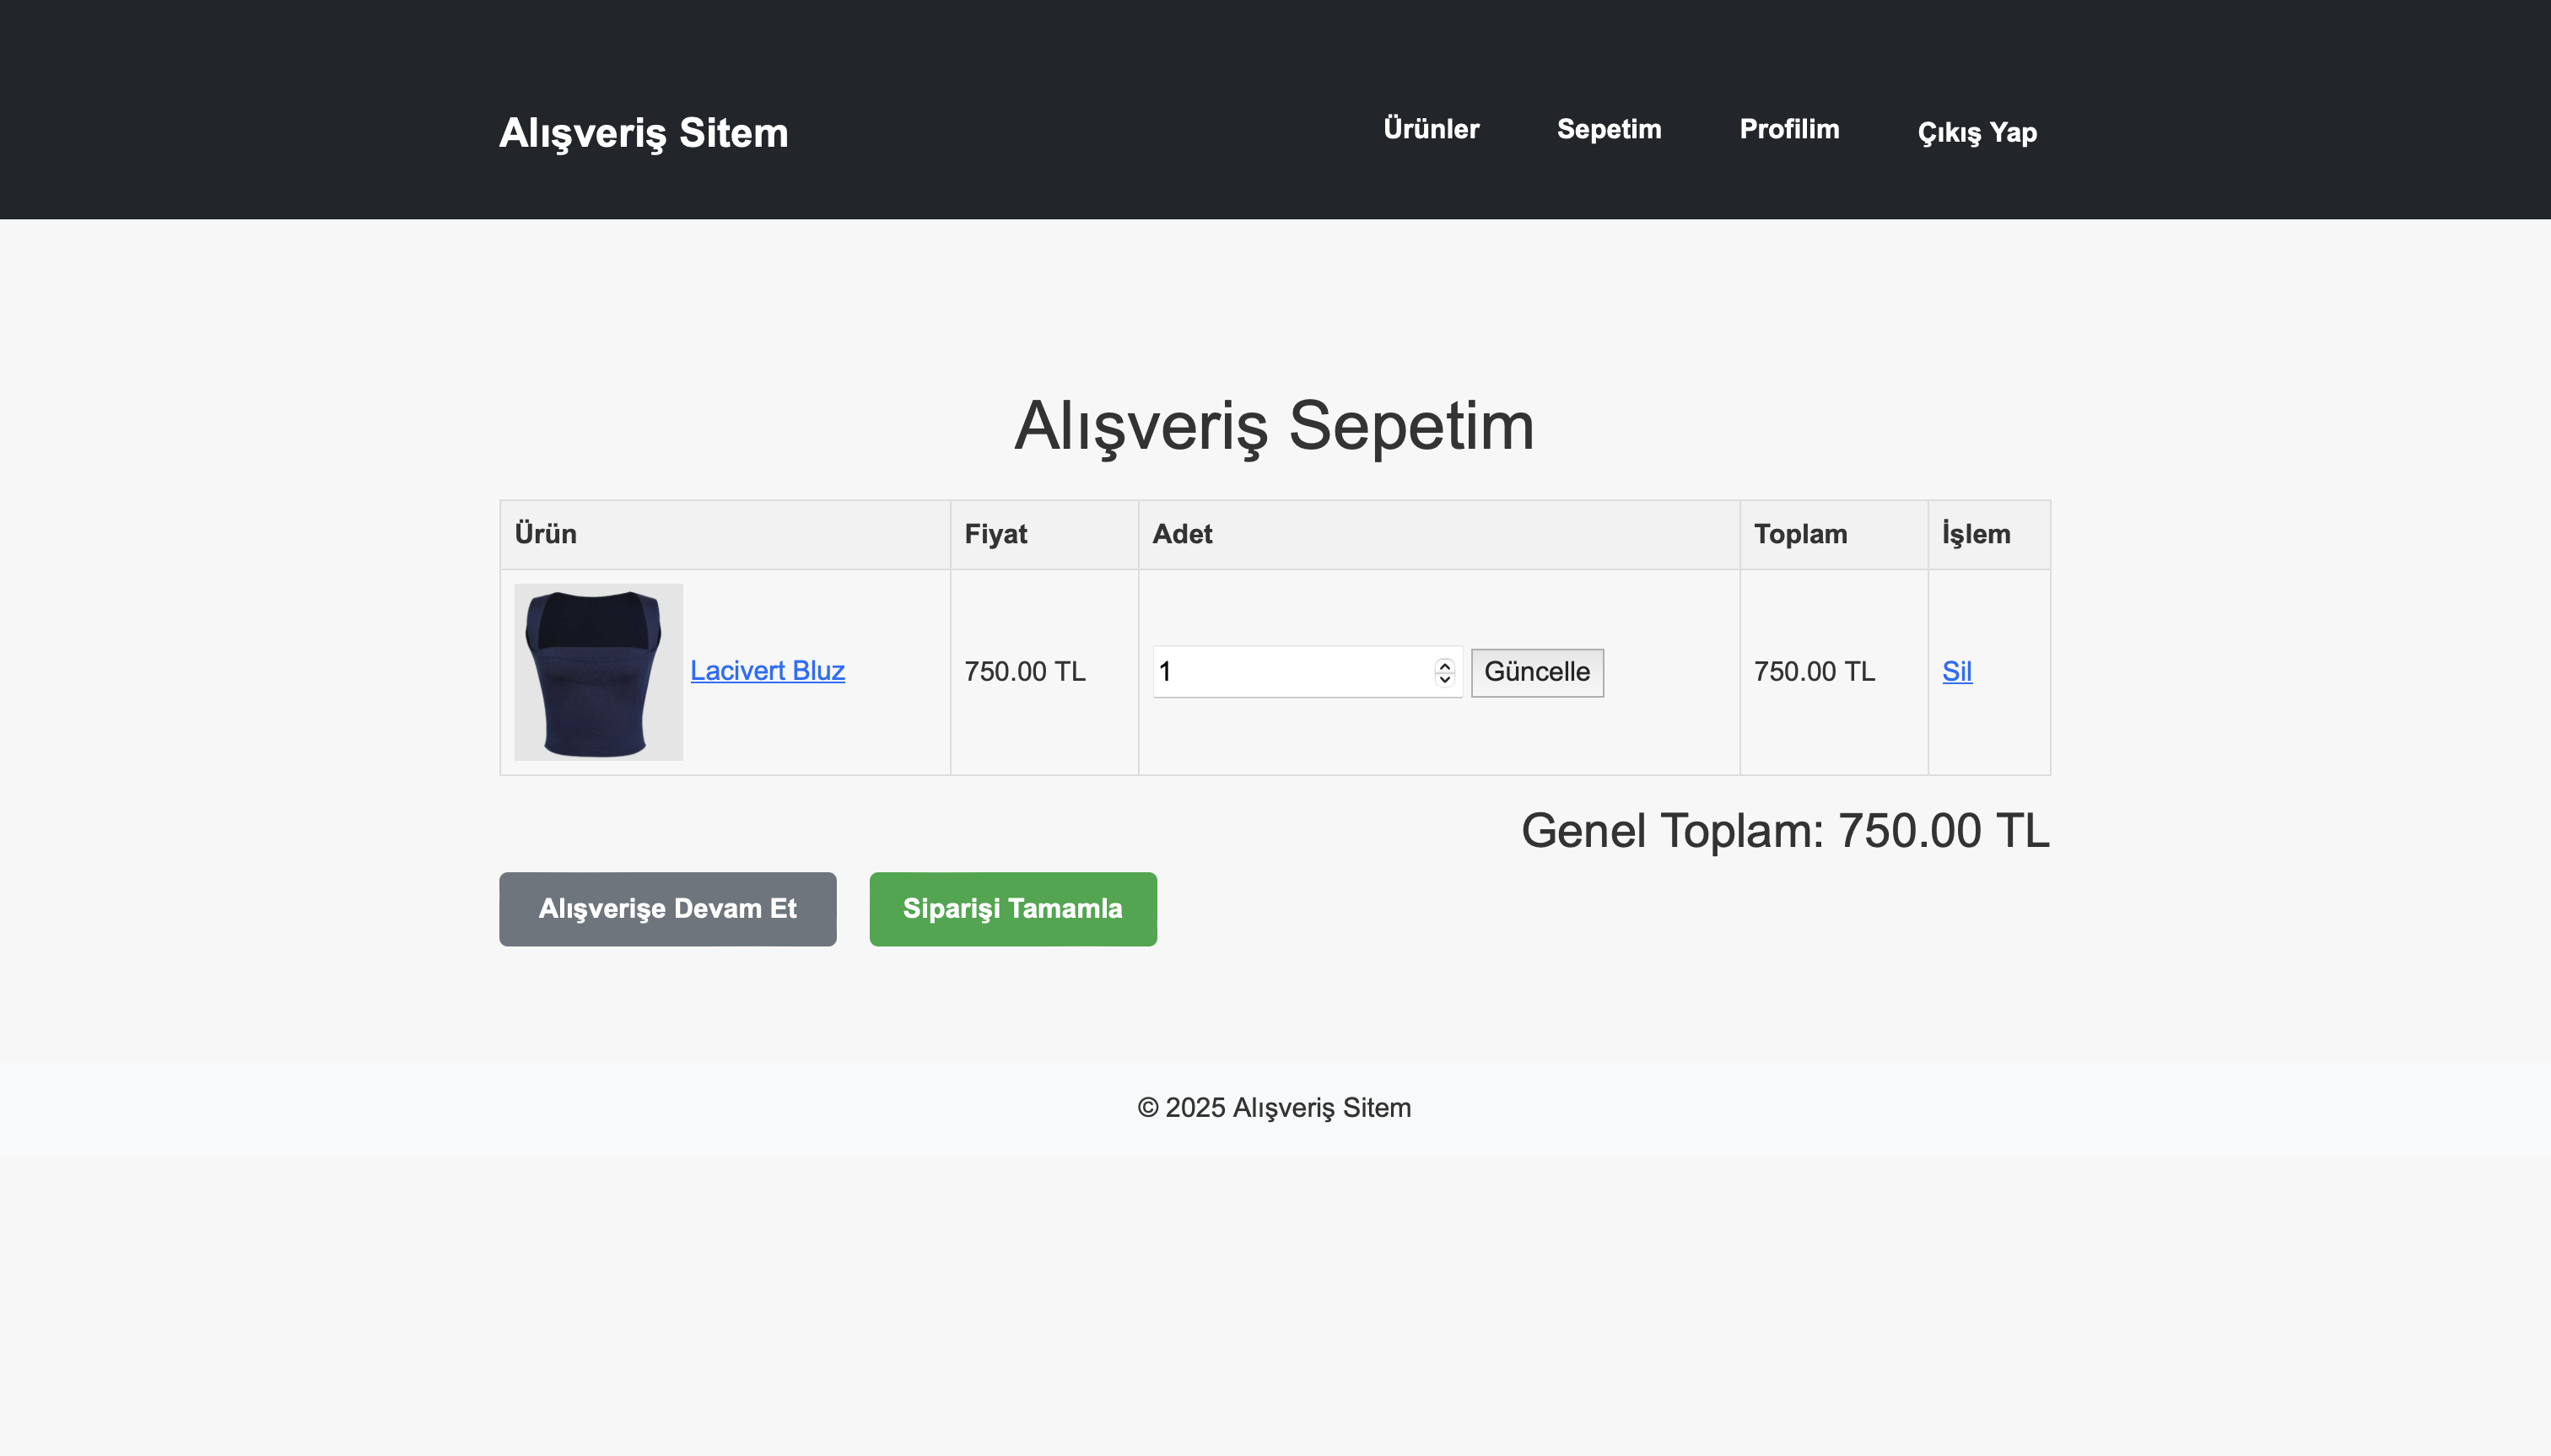 Alışveriş Sitem
Ürünler Sepetim Profilim Çıkış Yap
Alışveriş Sepetim
Ürün Fiyat Adet Toplam İşlem
Lacivert Bluz 750.00 TL 1 Güncelle 750.00 TL Sil
Genel Toplam: 750.00 TL
Alışverişe Devam Et Siparişi Tamamla
© 2025 Alışveriş Sitem